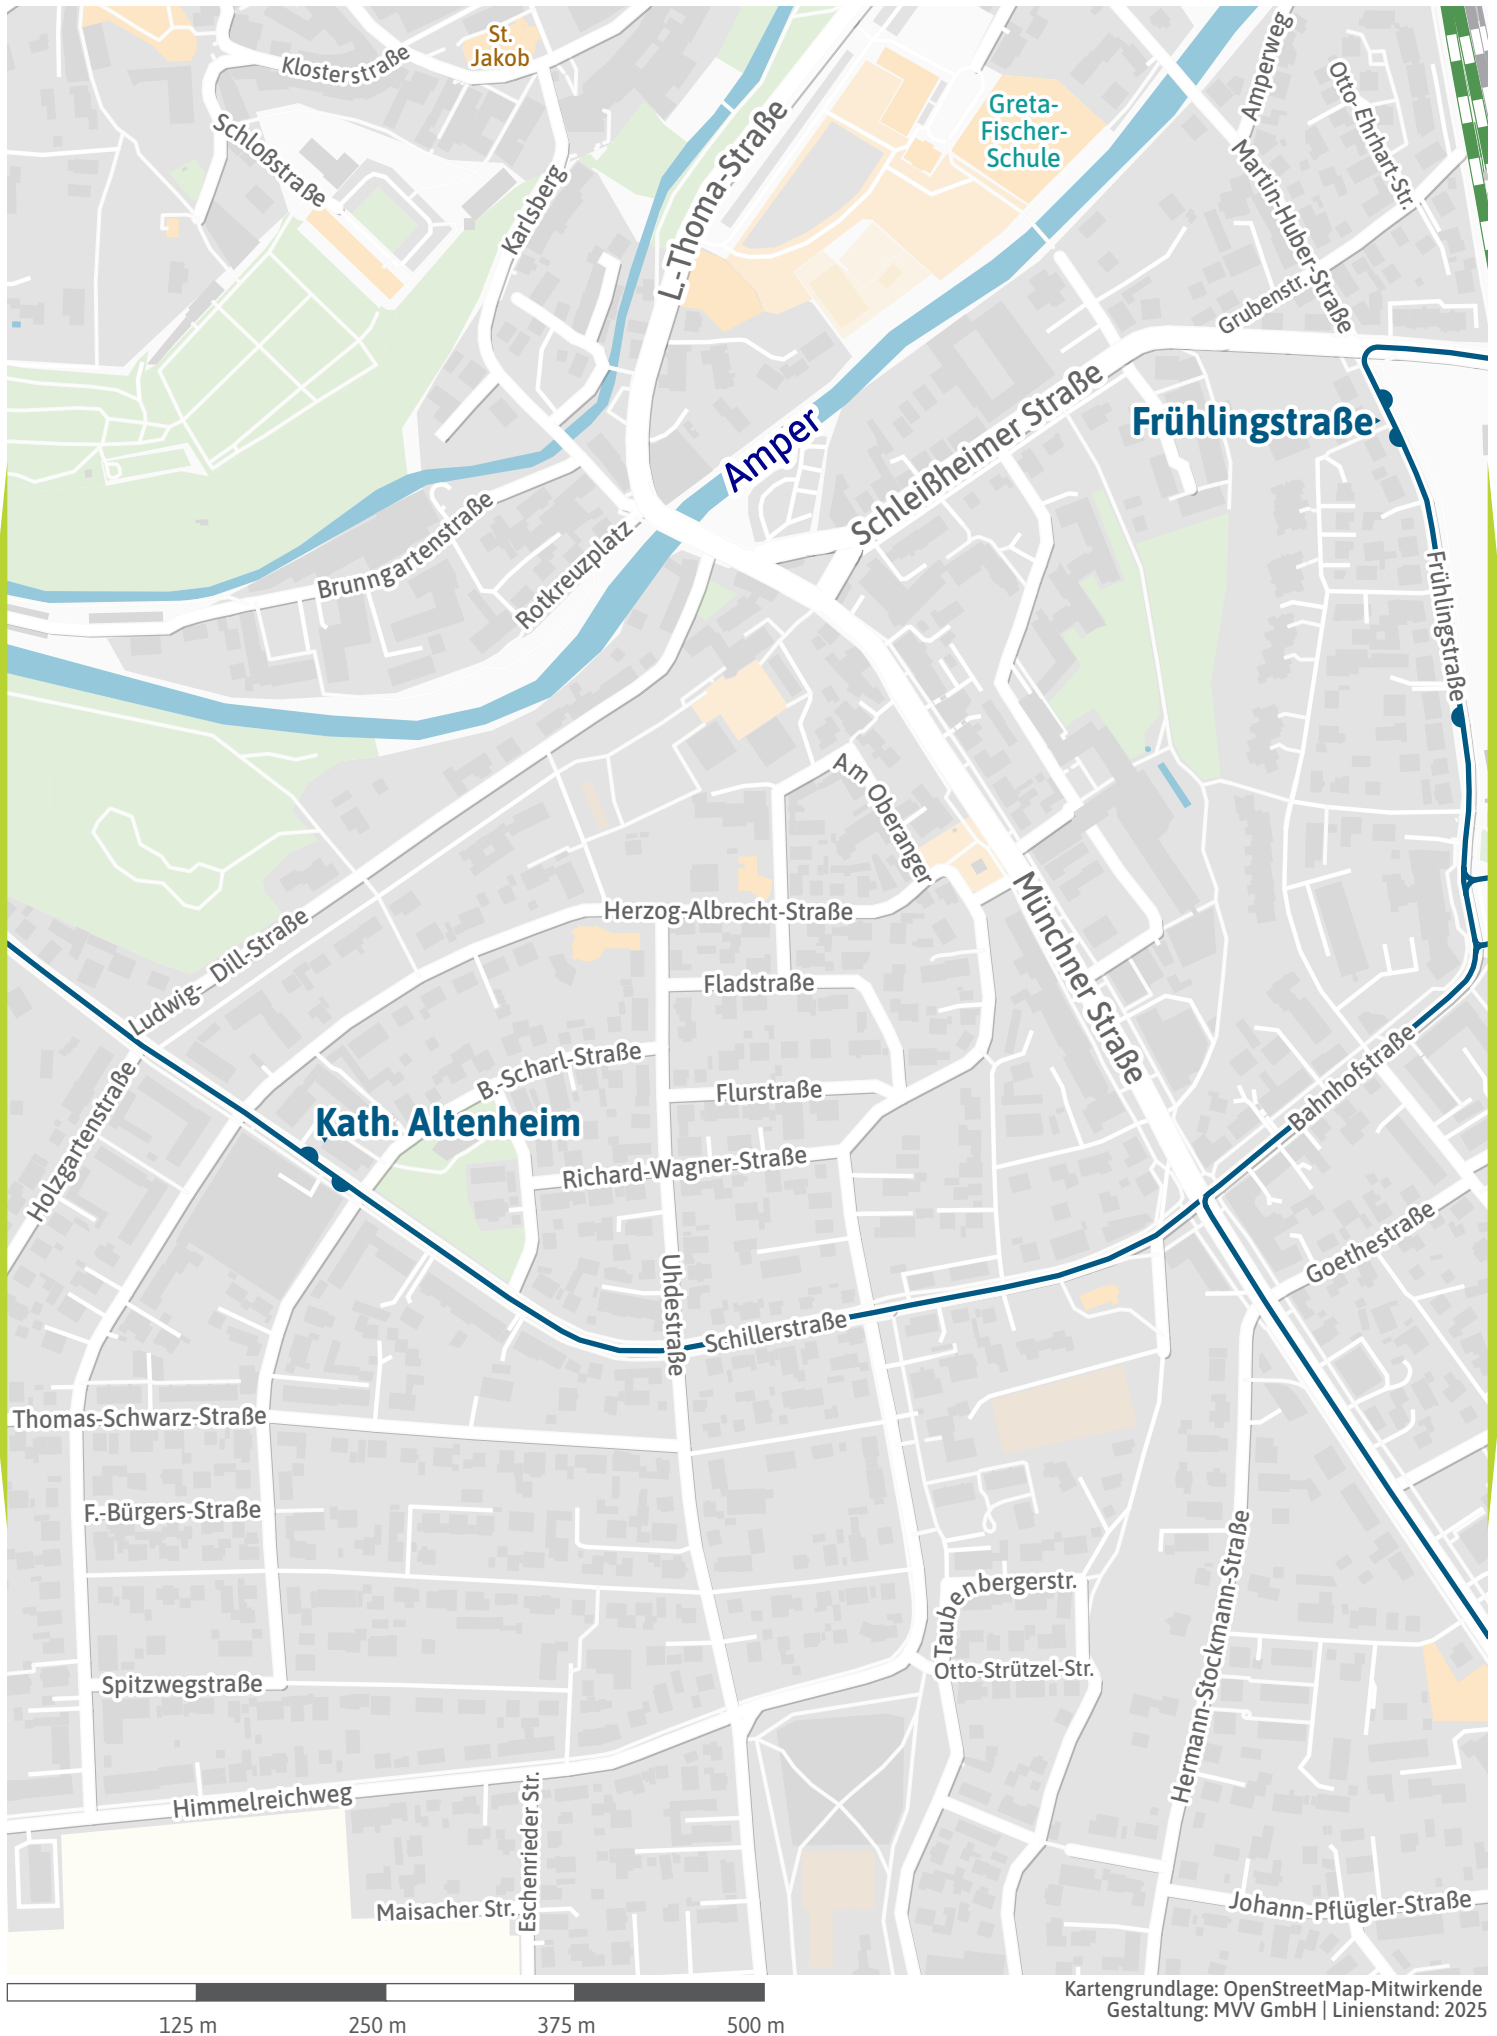 St.
Jakob
Klosterstraße
Schloßstraße
Karlsberg
L.-Thoma-Straße
Greta-
Fischer-
Schule
Amperweg
Otto-Ehrhart-Str.
Martin-Huber-Straße
Grubenstr.
Frühlingstraße
Schleißheimer Straße
Amper
Brunngartenstraße
Rotkreuzplatz
Frühlingstraße
Am Oberanger
Münchner Straße
Herzog-Albrecht-Straße
Ludwig- Dill-Straße
Fladstraße
B.-Scharl-Straße
Flurstraße
Holzgartenstraße
Kath. Altenheim
Richard-Wagner-Straße
Bahnhofstraße
Goethestraße
Uhdestraße
Schillerstraße
Thomas-Schwarz-Straße
F.-Bürgers-Straße
Taubenbergerstr.
Hermann-Stockmann-Straße
Otto-Strützel-Str.
Spitzwegstraße
Himmelreichweg
Eschenrieder Str.
Maisacher Str.
Johann-Pflügler-Straße
Kartengrundlage: OpenStreetMap-Mitwirkende
Gestaltung: MVV GmbH | Linienstand: 2025
125 m 250 m 375 m 500 m